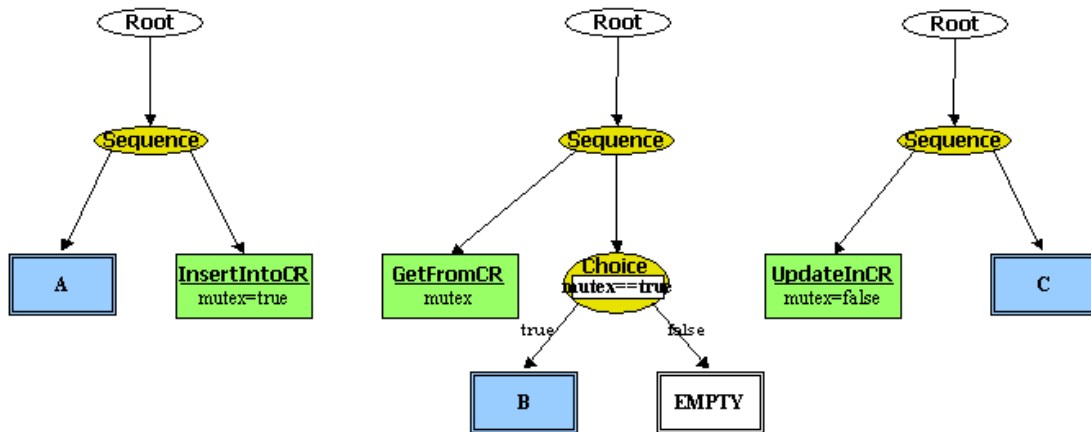 Root
Root
Root
Sequence
Sequence
Sequence
A
InsertIntoCR
mutex=true
GetFromCR
mutex
Choice
mutex==true
UpdateInCR
mutex=false
C
true
false
B
EMPTY